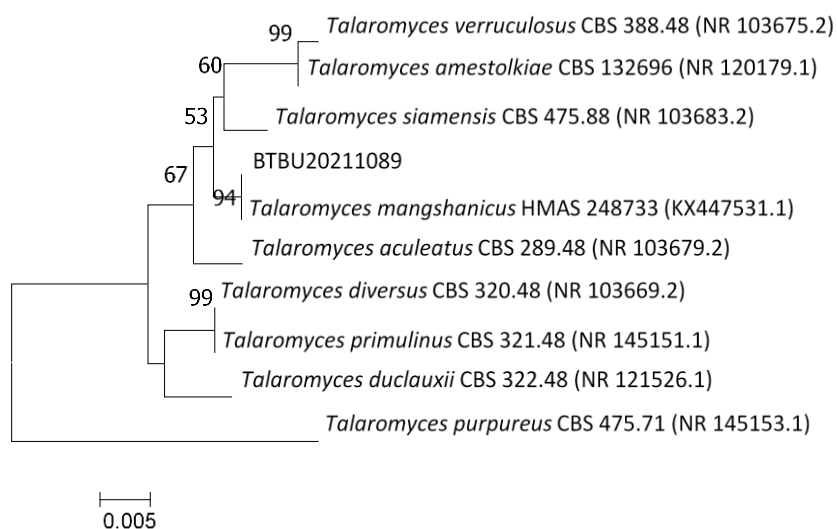 99
Talaromyces verruculosus CBS 388.48 (NR 103675.2)
60
Talaromyces amestolkiae CBS 132696 (NR 120179.1)
53
Talaromyces siamensis CBS 475.88 (NR 103683.2)
BTBU20211089
67
94
Talaromyces mangshanicus HMAS 248733 (KX447531.1)
Talaromyces aculeatus CBS 289.48 (NR 103679.2)
99
Talaromyces diversus CBS 320.48 (NR 103669.2)
Talaromyces primulinus CBS 321.48 (NR 145151.1)
Talaromyces duclauxii CBS 322.48 (NR 121526.1)
Talaromyces purpureus CBS 475.71 (NR 145153.1)
0.005